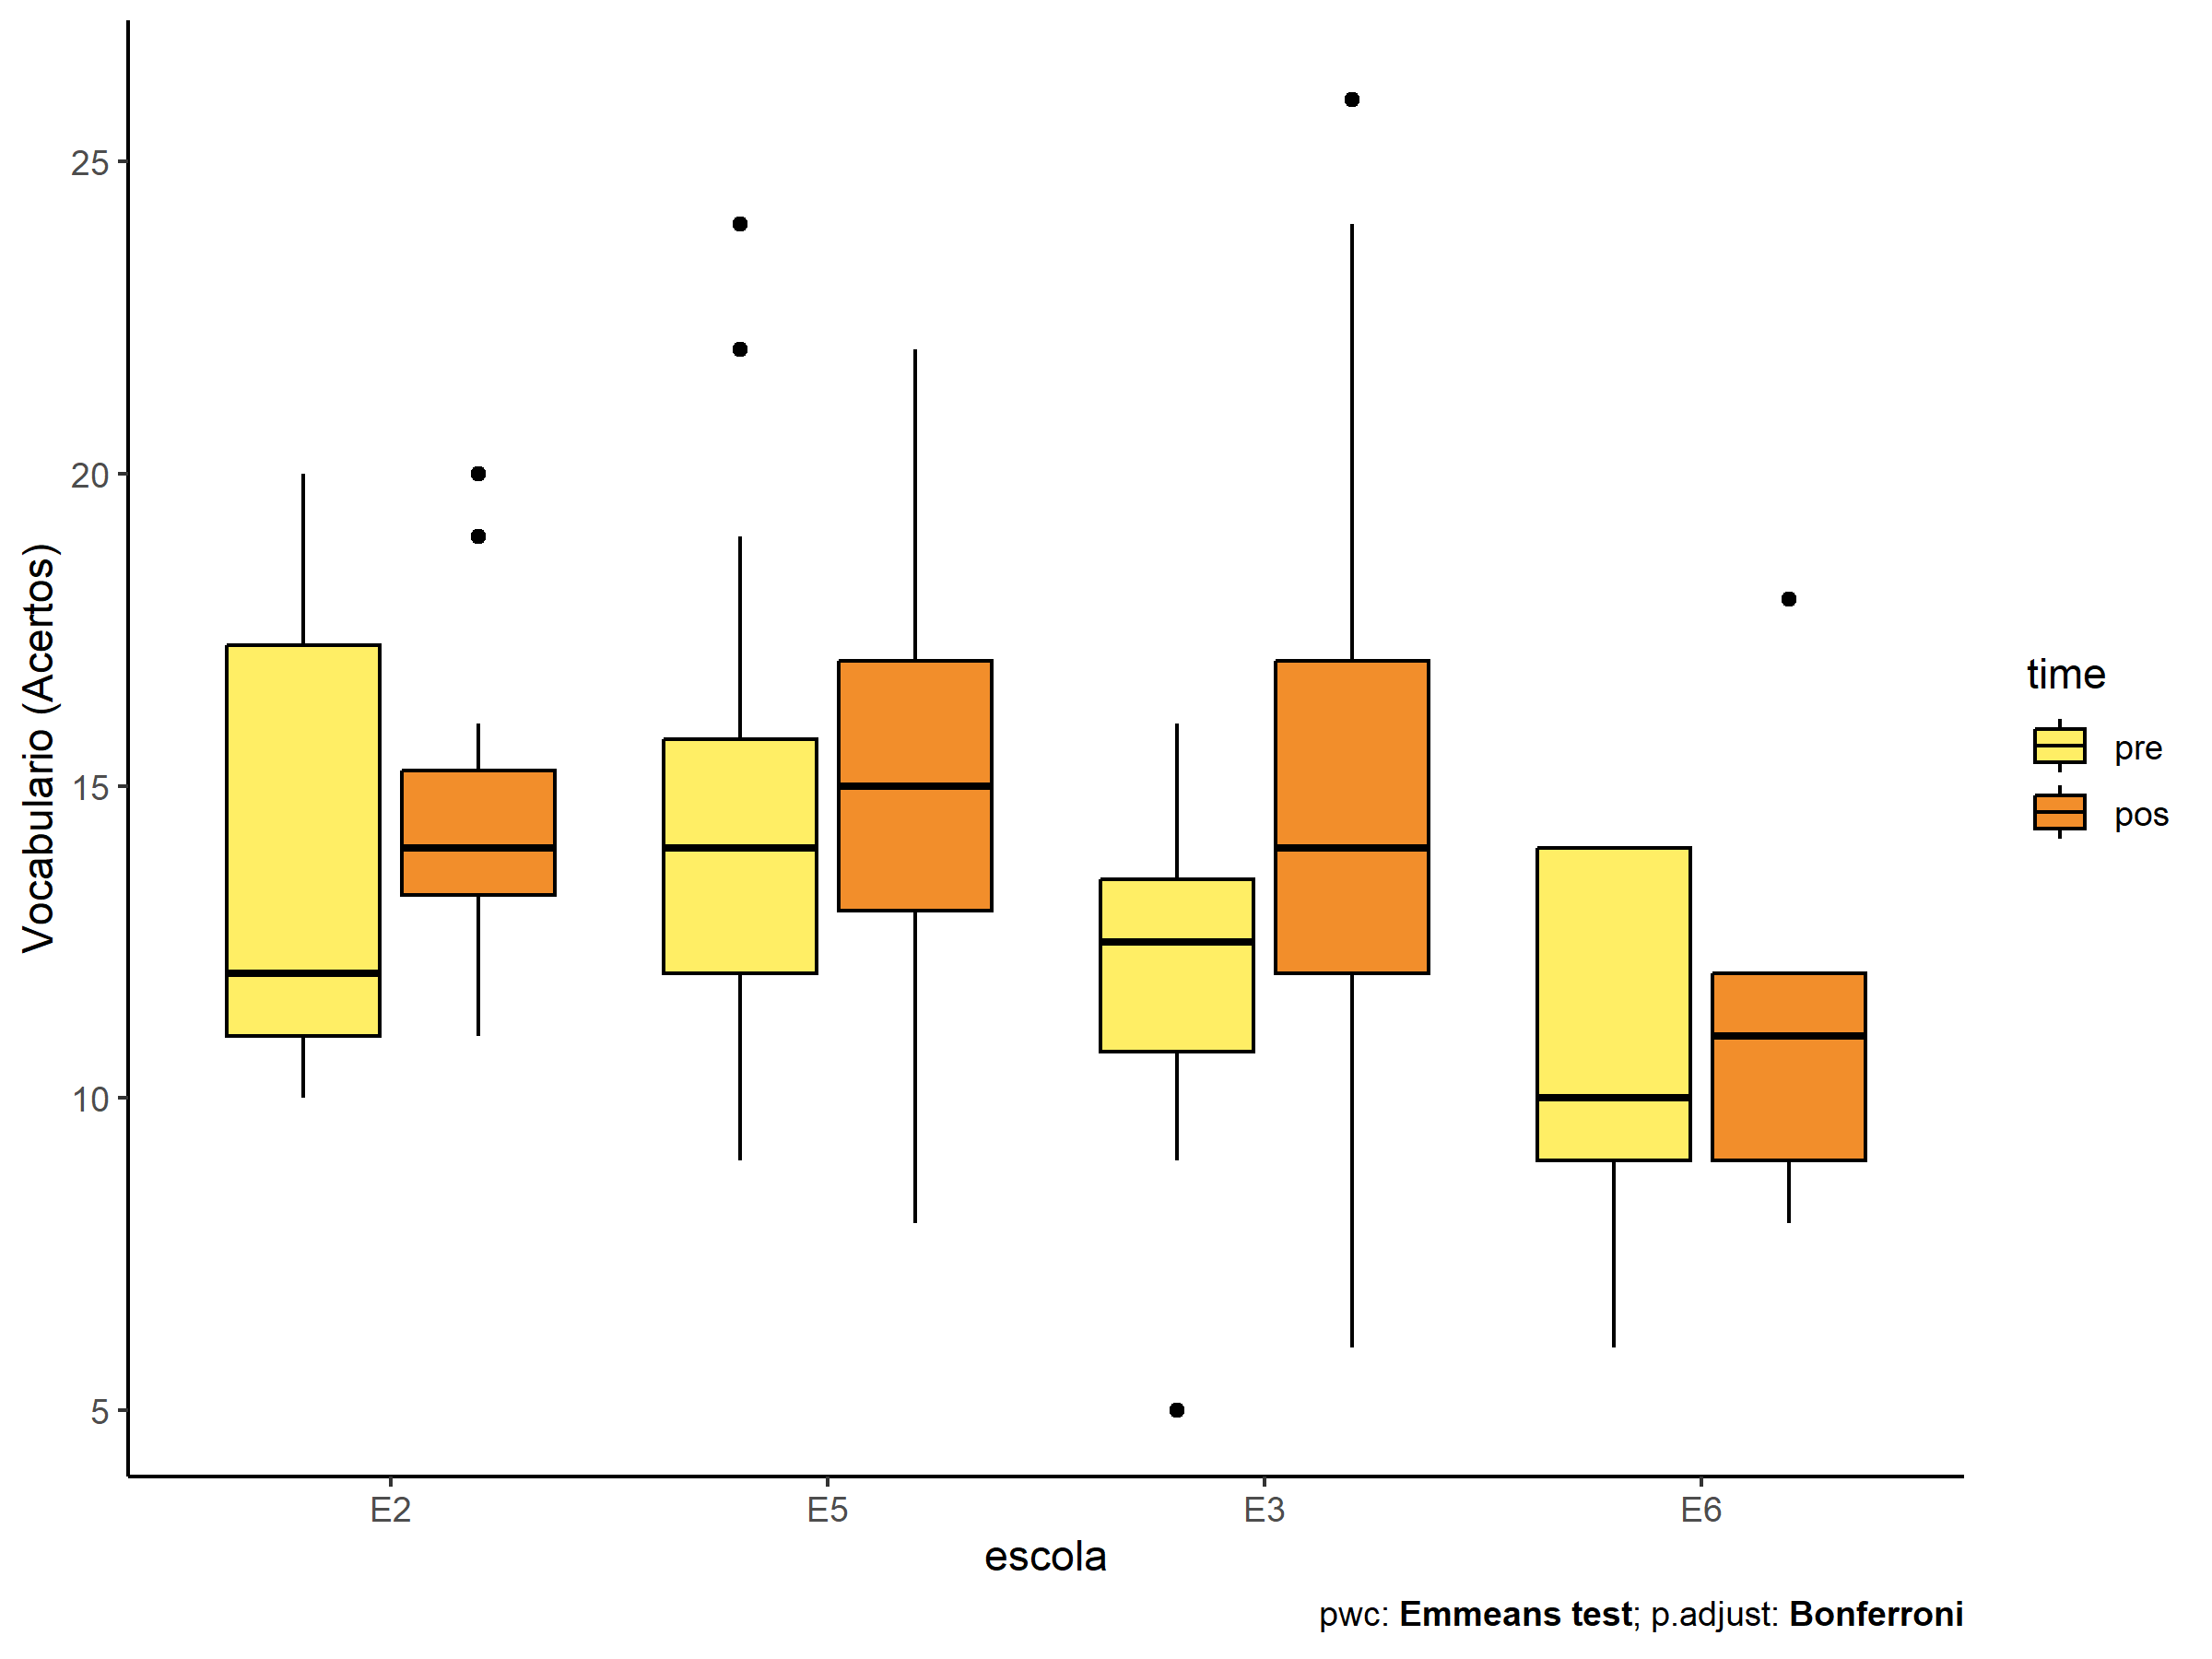 Vocabulario (Acertos)
25
20
15
10
5
E2 E5 E3 E6
escola
time
pre
pos
pwc: Emmeans test; p.adjust: Bonferroni